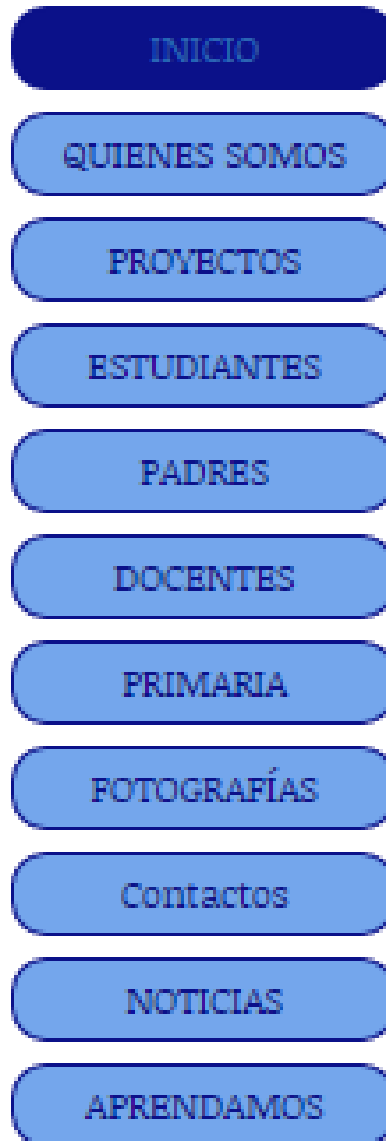 INICIO
QUIENES SOMOS
PROYECTOS
ESTUDIANTES
PADRES
DOCENTES
PRIMARIA
FOTOGRAFÍAS
Contactos
NOTICIAS
APRENDAMOS